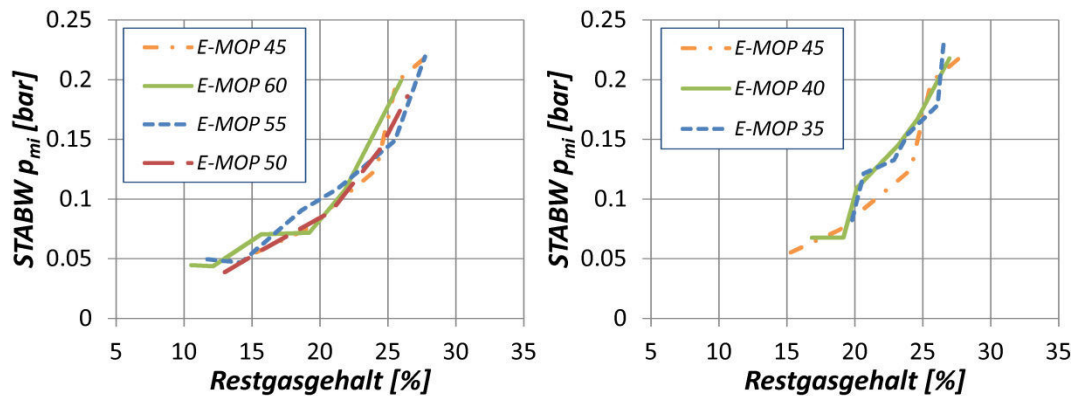 STABW p_mi [bar]
0.25
0.2
0.15
0.1
0.05
0
E-MOP 45
E-MOP 60
E-MOP 55
E-MOP 50
5 10 15 20 25 30 35
Restgasgehalt [%]
STABW p_mi [bar]
0.25
0.2
0.15
0.1
0.05
0
E-MOP 45
E-MOP 40
E-MOP 35
5 10 15 20 25 30 35
Restgasgehalt [%]